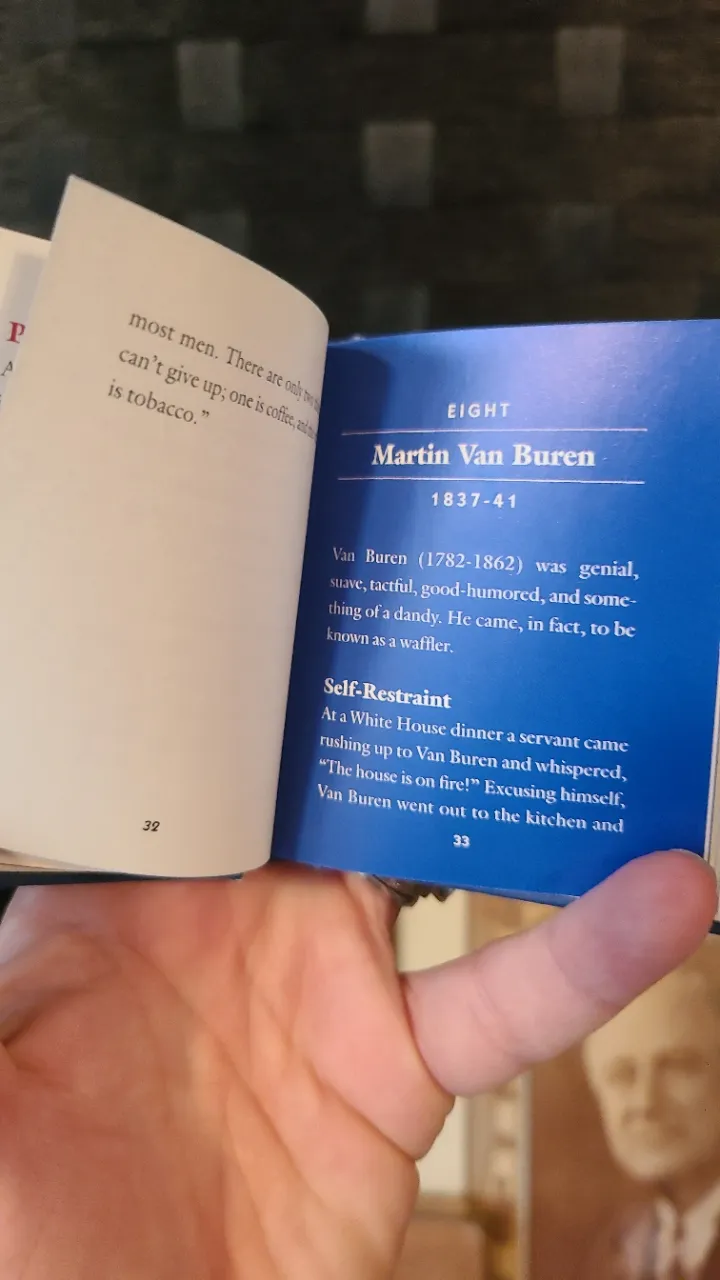 P
A
most men. There are only two
can't give up; one is coffee, and the
is tobacco."
32
EIGHT
Martin Van Buren
1837-41
Van Buren (1782-1862) was genial,
suave, tactful, good-humored, and some-
thing of a dandy. He came, in fact, to be
known as a waffler.
Self-Restraint
At a White House dinner a servant came
rushing up to Van Buren and whispered,
"The house is on fire!" Excusing himself,
Van Buren went out to the kitchen and
33